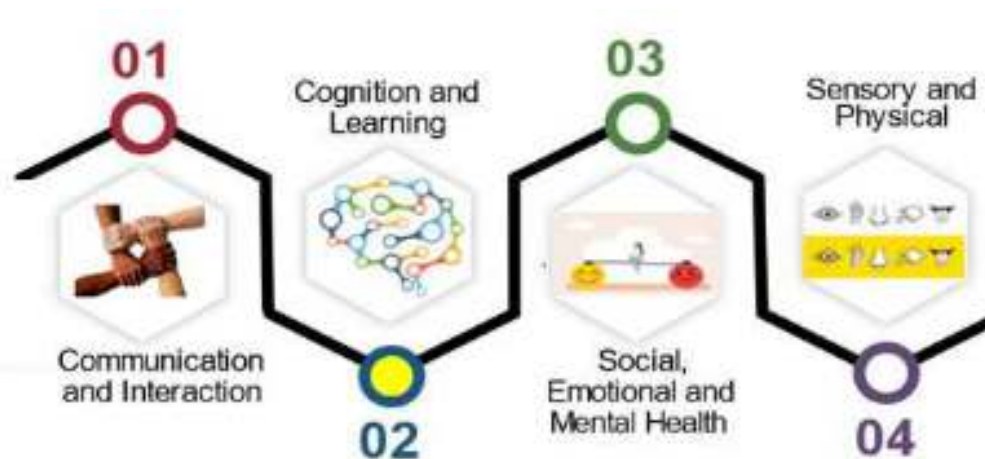 01
Communication
and Interaction
Cognition and
Learning
02
03
Social,
Emotional and
Mental Health
Sensory and
Physical
04